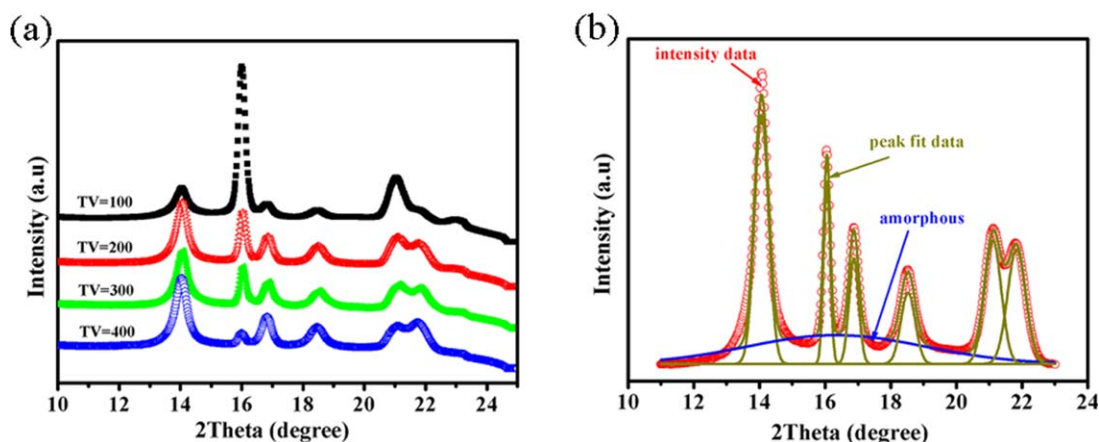 (a)
TV=100
TV=200
TV=300
TV=400
Intensity (a.u)
10 12 14 16 18 20 22 24
2Theta (degree)
(b)
intensity data
peak fit data
amorphous
Intensity (a.u)
10 12 14 16 18 20 22 24
2Theta (degree)